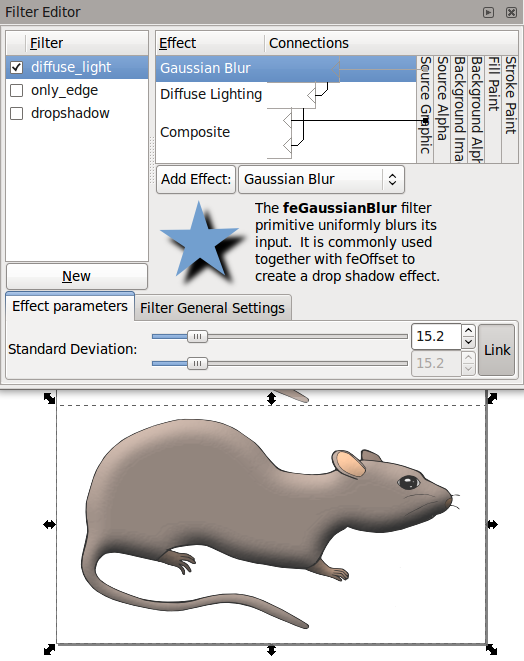 Filter Editor
Filter
Effect
Connections
diffuse_light
only_edge
dropshadow
Gaussian Blur
Diffuse Lighting
Composite
Source Graphic
Source Alpha
Background Ima
Background Alph
Fill Paint
Stroke Paint
Add Effect:
Gaussian Blur
The feGaussianBlur filter
primitive uniformly blurs its
input. It is commonly used
together with feOffset to
create a drop shadow effect.
New
Effect parameters
Filter General Settings
Standard Deviation:
15.2
15.2
Link